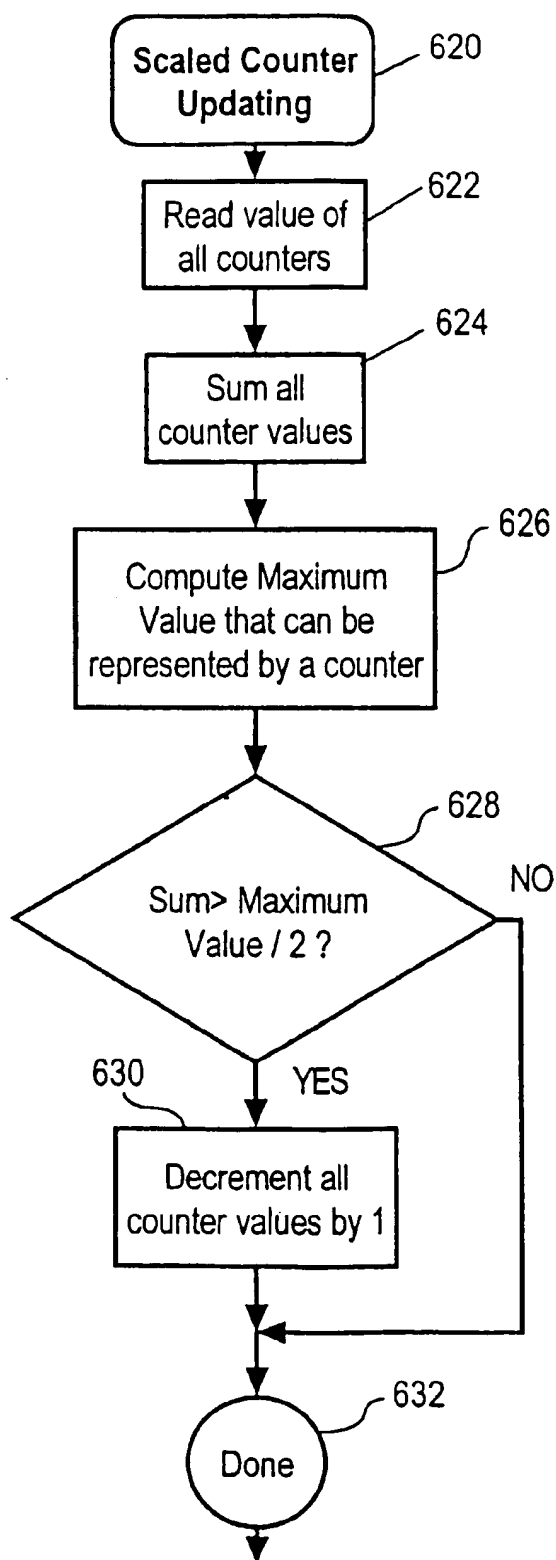 Scaled Counter
Updating
620
622
Read value of
all counters
624
Sum all
counter values
626
Compute Maximum
Value that can be
represented by a counter
628
NO
Sum> Maximum
Value / 2 ?
630
YES
Decrement all
counter values by 1
632
Done